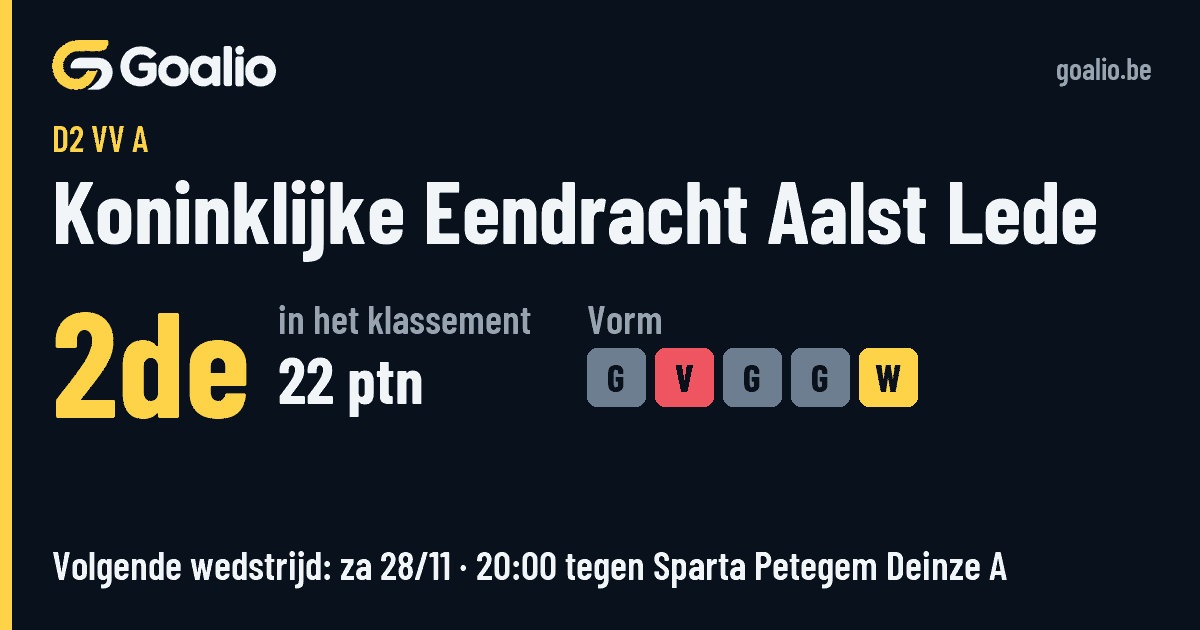 Goalio
goalio.be
D2 VV A
Koninklijke Eendracht Aalst Lede
2de
in het klassement
22 ptn
Vorm
G V G G W
Volgende wedstrijd: za 28/11 · 20:00 tegen Sparta Petegem Deinze A